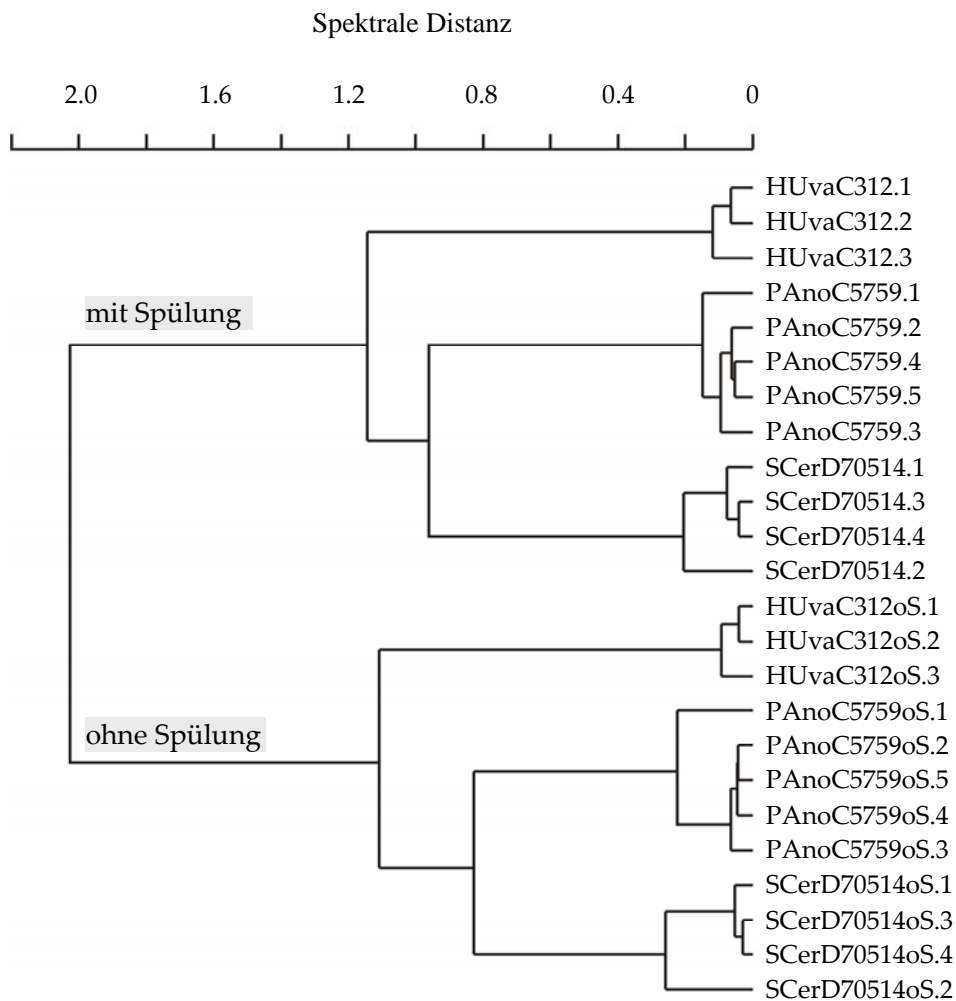 Spektrale Distanz
2.0 1.6 1.2 0.8 0.4 0
HUvaC312.1
HUvaC312.2
HUvaC312.3
PAnoC5759.1
mit Spülung
PAnoC5759.2
PAnoC5759.4
PAnoC5759.5
PAnoC5759.3
SCerD70514.1
SCerD70514.3
SCerD70514.4
SCerD70514.2
HUvaC312oS.1
HUvaC312oS.2
HUvaC312oS.3
PAnoC5759oS.1
ohne Spülung
PAnoC5759oS.2
PAnoC5759oS.5
PAnoC5759oS.4
PAnoC5759oS.3
SCerD70514oS.1
SCerD70514oS.3
SCerD70514oS.4
SCerD70514oS.2